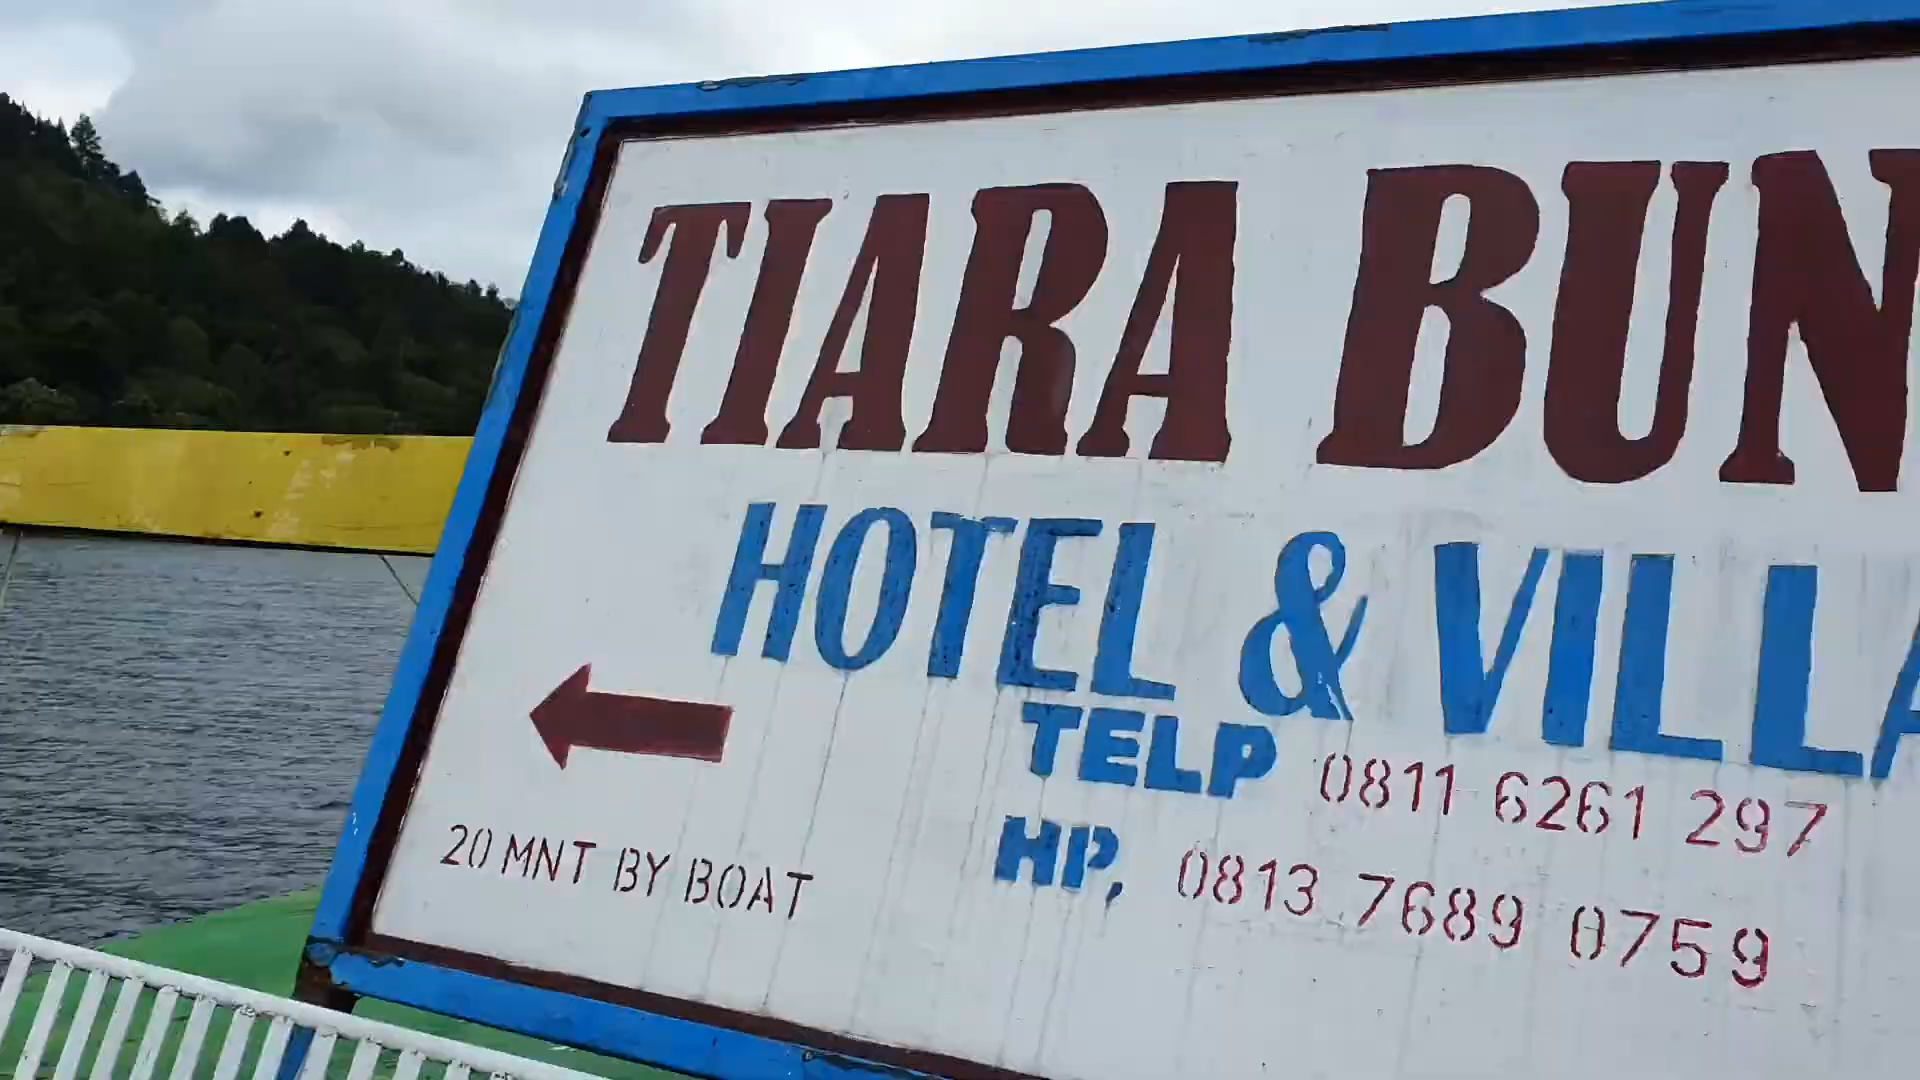 TIARA BUN
HOTEL & VILLA
TELP 0811 6261 297
HP, 0813 7689 0759
20 MNT BY BOAT